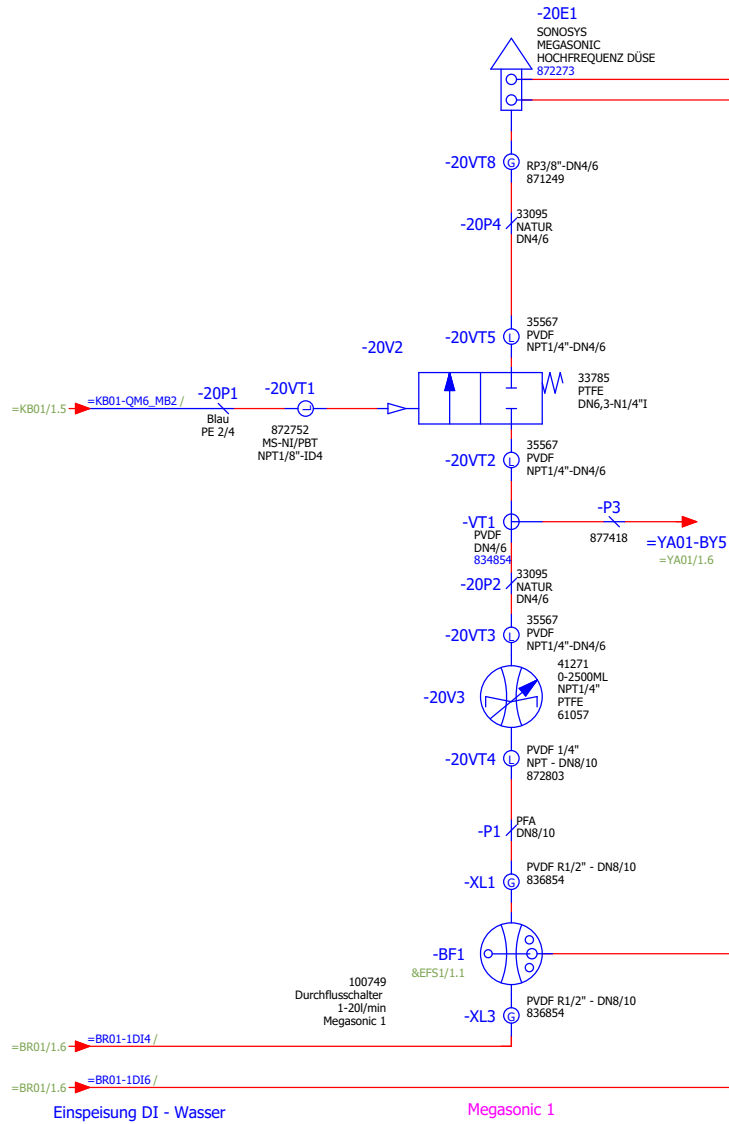 -20E1
SONOSYS
MEGASONIC
HOCHFREQUENZ DÜSE
872273
-20VT8
G
RP3/8"-DN4/6
871249
-20P4
33095
NATUR
DN4/6
-20VT5
L
35567
PVDF
NPT1/4"-DN4/6
-20V2
33785
PTFE
DN6,3-N1/4"I
=KB01/1.5
=KB01-QM6_MB2 /
-20P1
Blau
PE 2/4
-20VT1
L
872752
MS-NI/PBT
NPT1/8"-ID4
-20VT2
L
35567
PVDF
NPT1/4"-DN4/6
-VT1
PVDF
DN4/6
834854
-P3
877418
=YA01-BY5
=YA01/1.6
-20P2
33095
NATUR
DN4/6
-20VT3
L
35567
PVDF
NPT1/4"-DN4/6
-20V3
41271
0-2500ML
NPT1/4"
PTFE
61057
-20VT4
L
PVDF 1/4"
NPT - DN8/10
872803
-P1
PFA
DN8/10
-XL1
G
PVDF R1/2" - DN8/10
836854
-BF1
&EFS1/1.1
100749
Durchflusschalter
1-20l/min
Megasonic 1
-XL3
G
PVDF R1/2" - DN8/10
836854
=BR01/1.6
=BR01-1DI4 /
=BR01/1.6
=BR01-1DI6 /
Einspeisung DI - Wasser
Megasonic 1